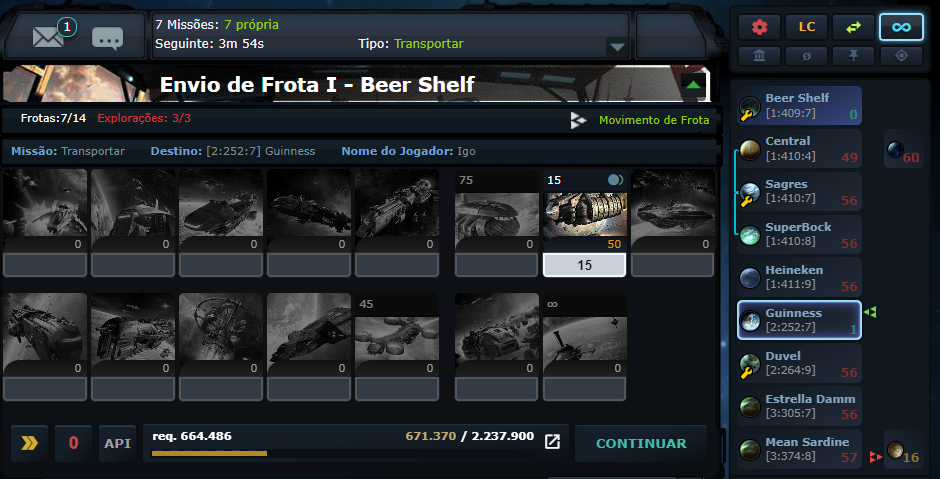 1
7 Missões: 7 própria
Seguinte: 3m 54s Tipo: Transportar
LC
Ø
Envio de Frota I - Beer Shelf
Frotas:7/14 Explorações: 3/3 Movimento de Frota
Missão: Transportar Destino: [2:252:7] Guinness Nome do Jogador: Igo
75 15
0 0 0 0 0 0 50 0
15
45 ∞
0 0 0 0 0 0 0
0 API req. 664.486 671.370 / 2.237.900 CONTINUAR
Beer Shelf
[1:409:7] 0
Central
[1:410:4] 49 60
Sagres
[1:410:7] 56
SuperBock
[1:410:8] 56
Heineken
[1:411:9] 56
Guinness
[2:252:7] 1
Duvel
[2:264:9] 56
Estrella Damm
[3:305:7] 56
Mean Sardine
[3:374:8] 57 16